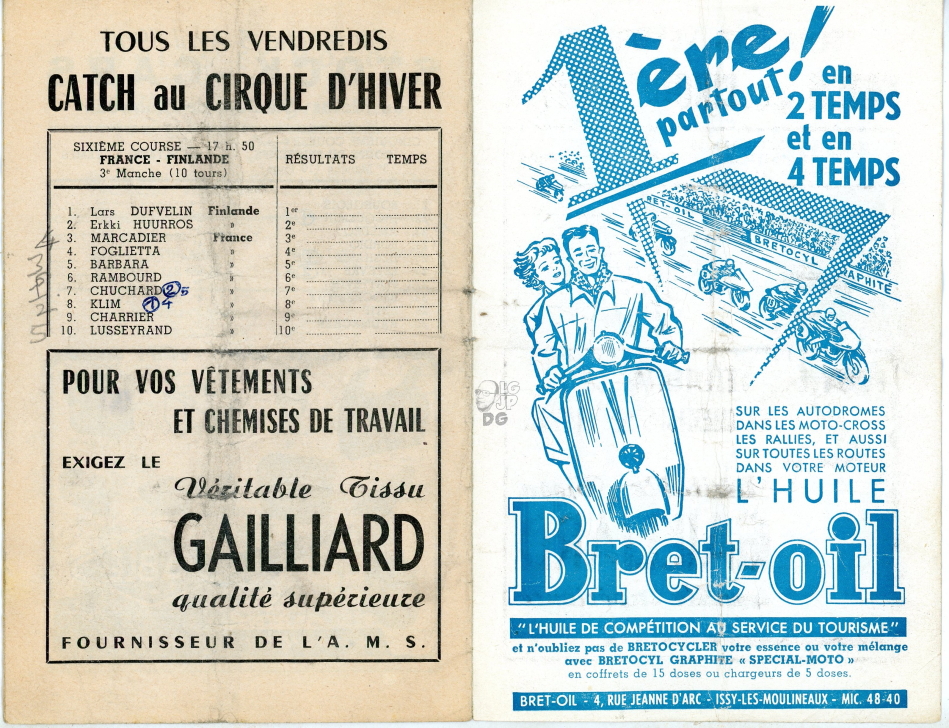 TOUS LES VENDREDIS
CATCH au CIRQUE D'HIVER
SIXIÈME COURSE — 17 h. 50
FRANCE - FINLANDE
3e Manche (10 tours)
RÉSULTATS TEMPS
1. Lars DUFVELIN Finlande 1er
2. Erkki HUURROS » 2e
3. MARCADIER France 3e
4. FOGLIETTA » 4e
5. BARBARA » 5e
6. RAMBOURD » 6e
7. CHUCHARD 2 5 » 7e
8. KLIM 1 4 » 8e
9. CHARRIER » 9e
10. LUSSEYRAND » 10e
POUR VOS VÊTEMENTS
ET CHEMISES DE TRAVAIL
EXIGEZ LE
Véritable Tissu
GAILLIARD
qualité supérieure
FOURNISSEUR DE L'A. M. S.
1ère!
partout
en
2 TEMPS
et en
4 TEMPS
BRET-OIL
BRETOCYL
GRAPHITE
LG
JP
DG
SUR LES AUTODROMES
DANS LES MOTO-CROSS
LES RALLIES, ET AUSSI
SUR TOUTES LES ROUTES
DANS VOTRE MOTEUR
L'HUILE
Bret-oil
"L'HUILE DE COMPÉTITION AU SERVICE DU TOURISME"
et n'oubliez pas de BRETOCYCLER votre essence ou votre mélange
avec BRETOCYL GRAPHITE « SPECIAL-MOTO »
en coffrets de 15 doses ou chargeurs de 5 doses.
BRET-OIL - 4, RUE JEANNE D'ARC - ISSY-LES-MOULINEAUX - MIC. 48-40